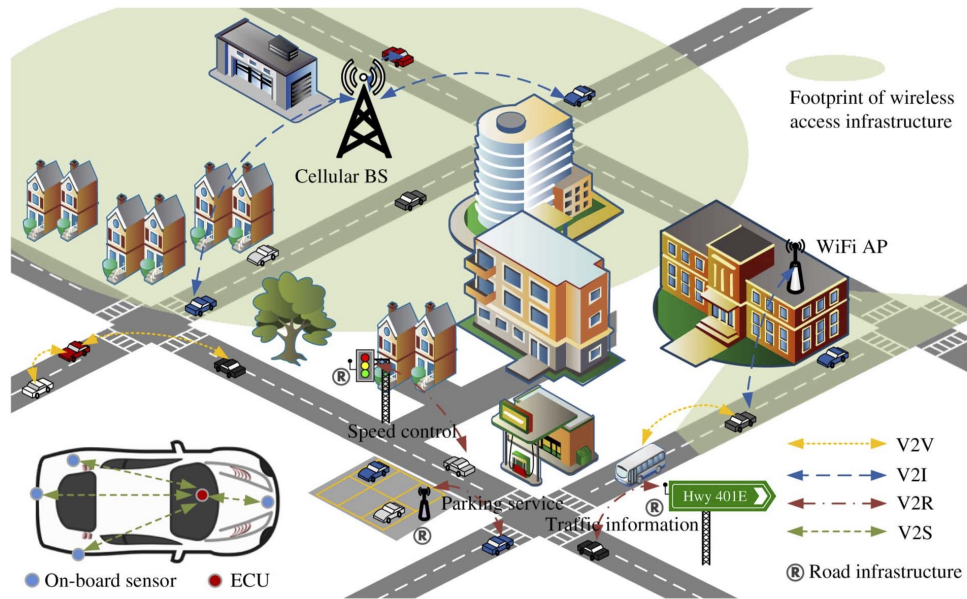 Footprint of wireless
access infrastructure
Cellular BS
WiFi AP
®
Speed control
Parking service
®
Traffic information
®
Hwy 401E
V2V
V2I
V2R
V2S
On-board sensor
ECU
® Road infrastructure